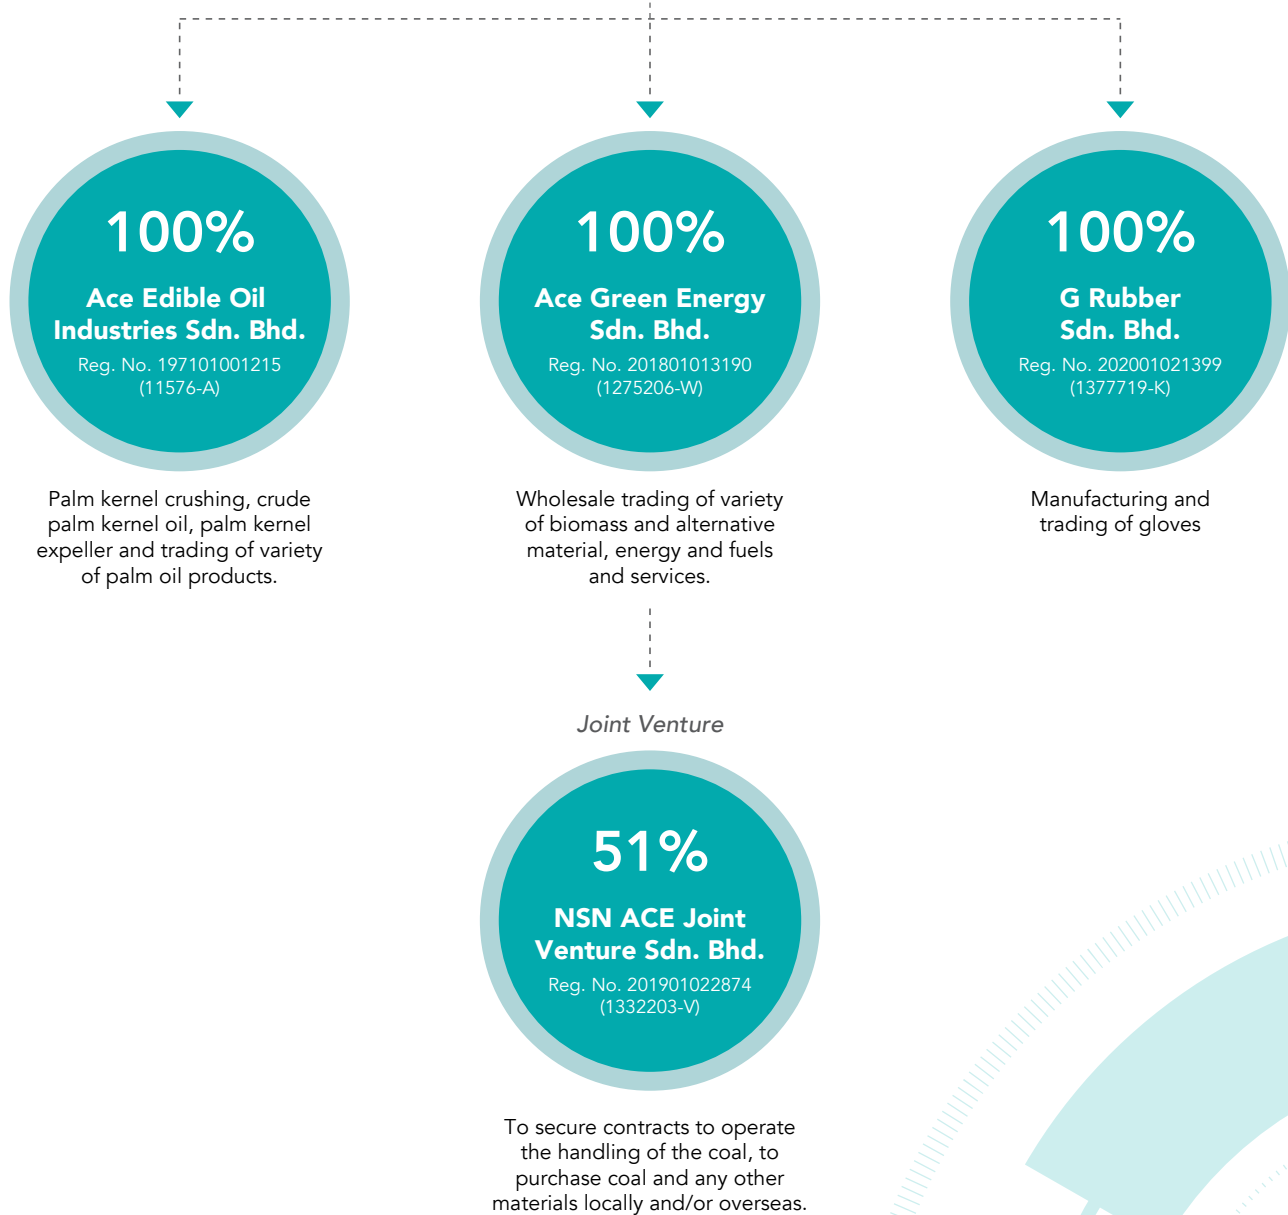 100%
Ace Edible Oil
Industries Sdn. Bhd.
Reg. No. 197101001215
(11576-A)
Palm kernel crushing, crude
palm kernel oil, palm kernel
expeller and trading of variety
of palm oil products.
100%
Ace Green Energy
Sdn. Bhd.
Reg. No. 201801013190
(1275206-W)
Wholesale trading of variety
of biomass and alternative
material, energy and fuels
and services.
100%
G Rubber
Sdn. Bhd.
Reg. No. 202001021399
(1377719-K)
Manufacturing and
trading of gloves
Joint Venture
51%
NSN ACE Joint
Venture Sdn. Bhd.
Reg. No. 201901022874
(1332203-V)
To secure contracts to operate
the handling of the coal, to
purchase coal and any other
materials locally and/or overseas.